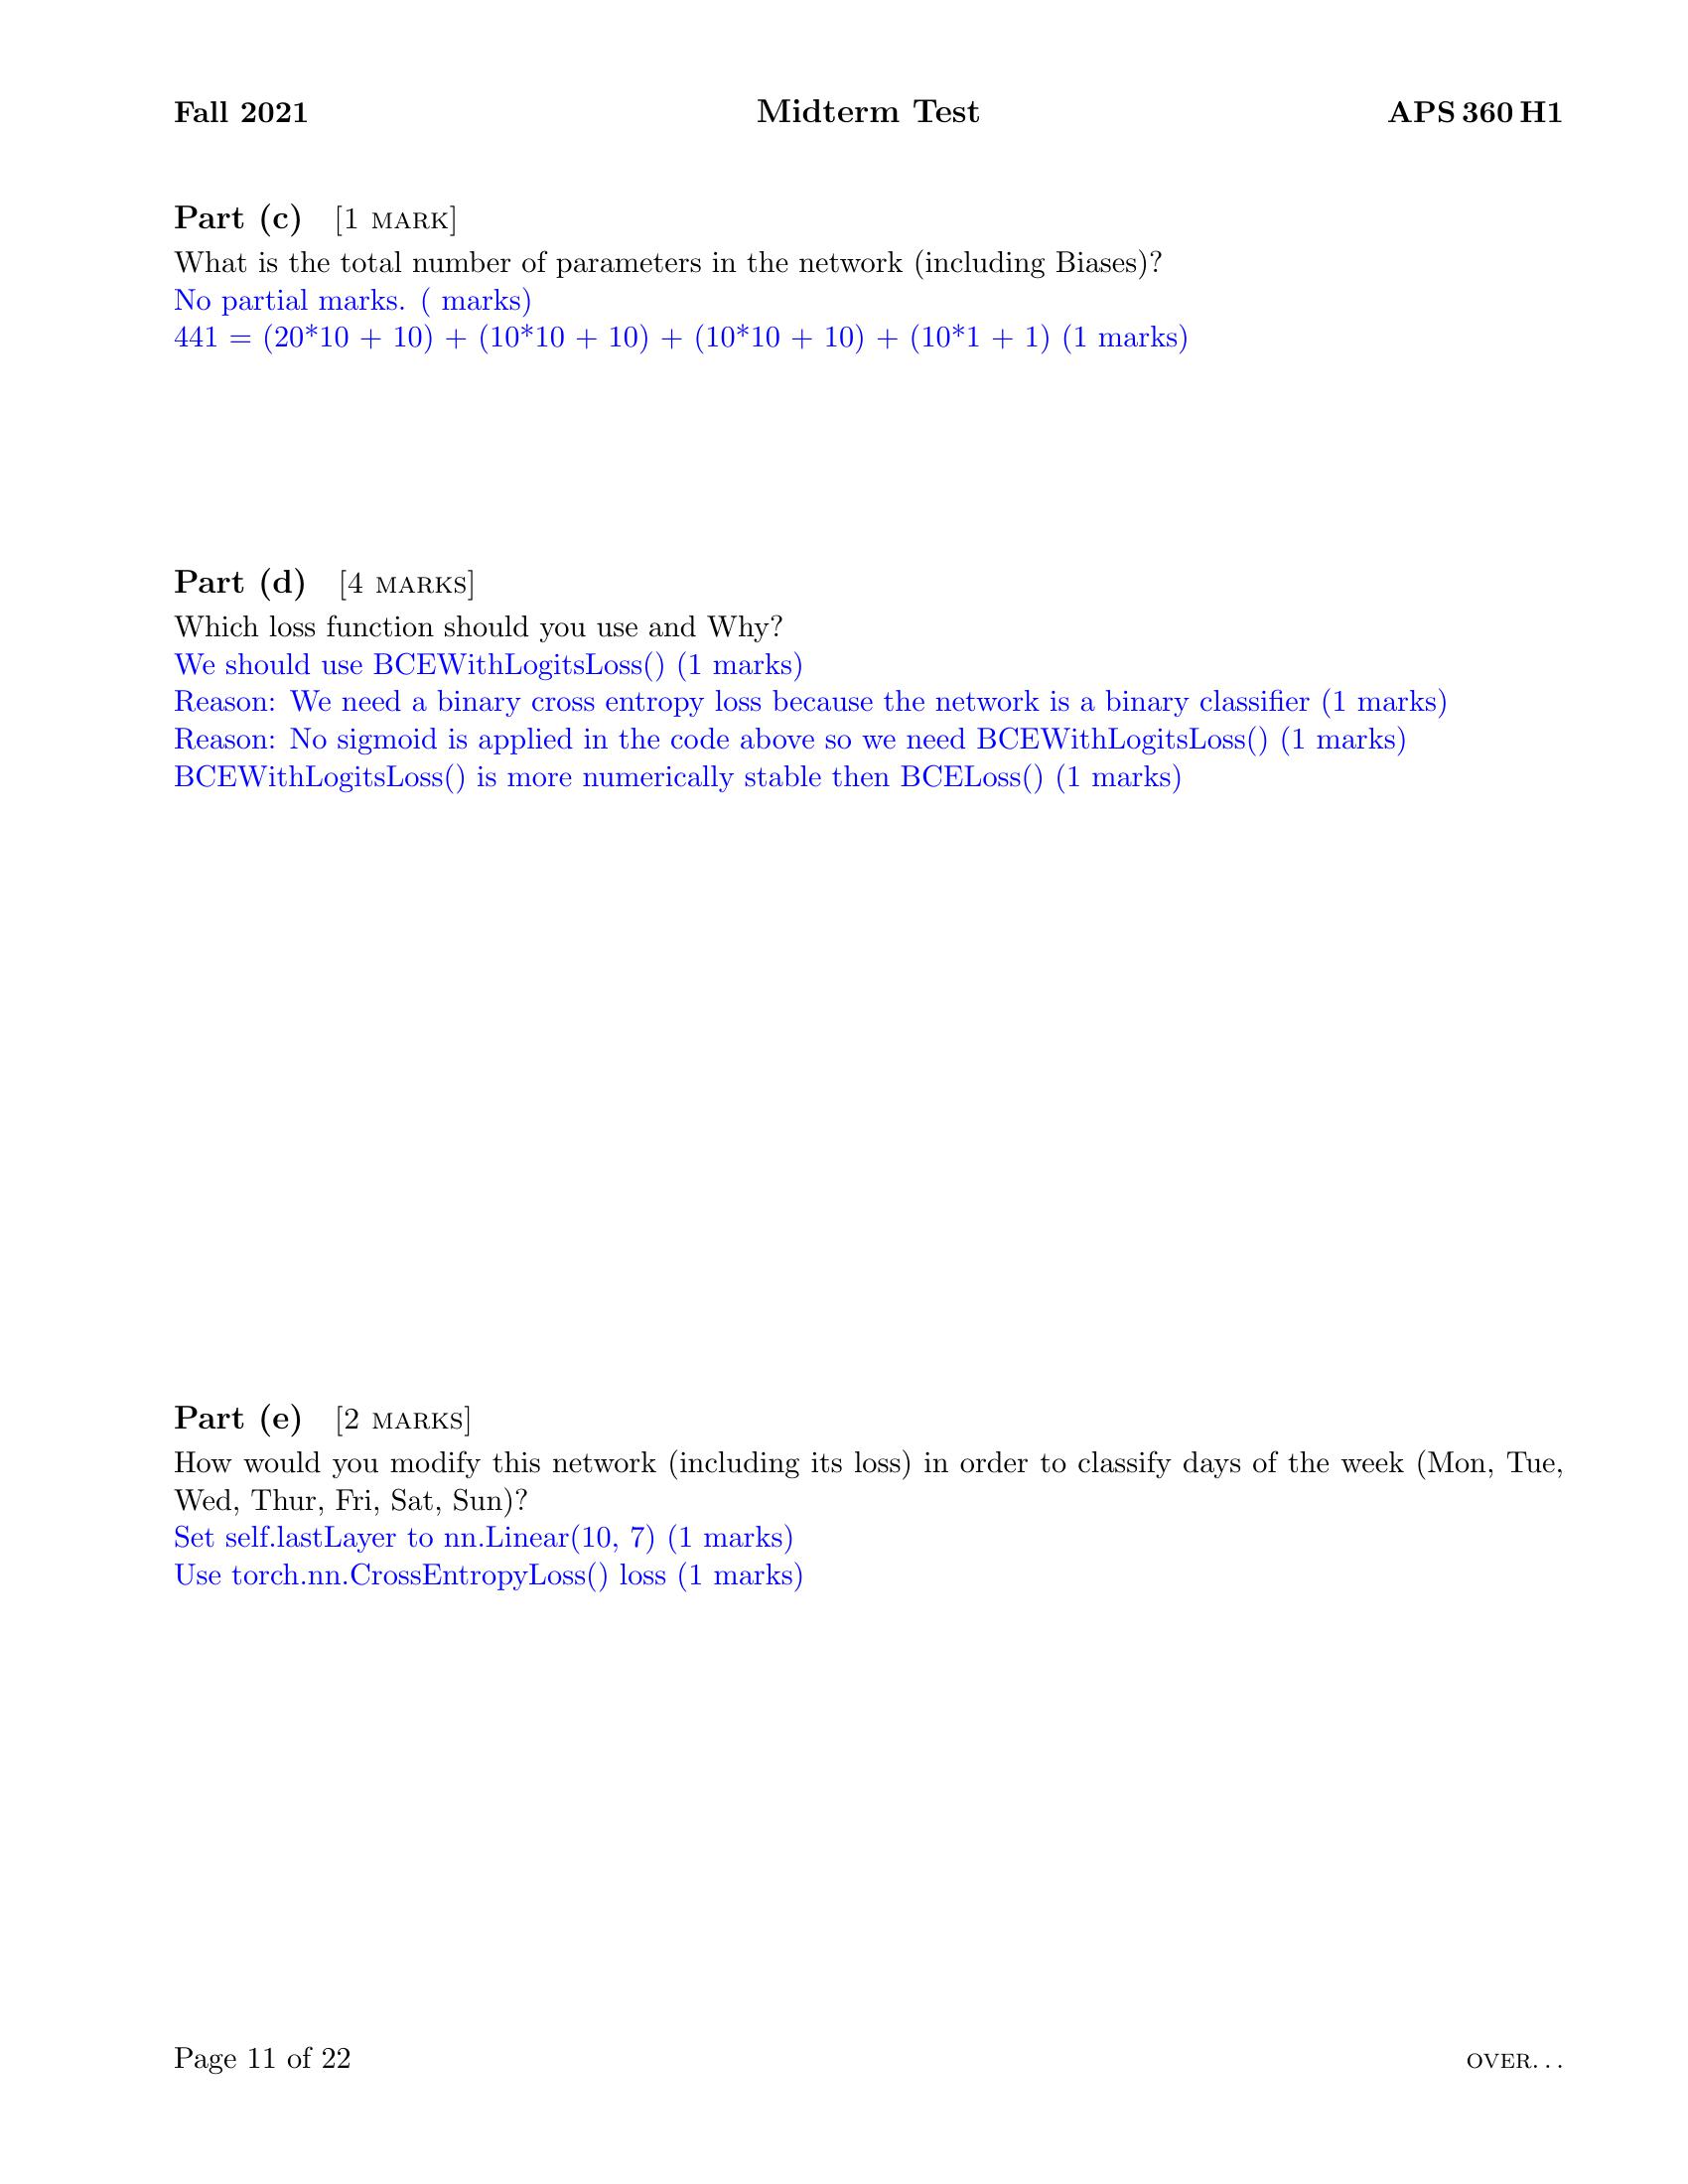 Fall 2021 Midterm Test APS 360 H1
Part (c) [1 MARK]
What is the total number of parameters in the network (including Biases)?
No partial marks. ( marks)
441 = (20*10 + 10) + (10*10 + 10) + (10*10 + 10) + (10*1 + 1) (1 marks)
Part (d) [4 MARKS]
Which loss function should you use and Why?
We should use BCEWithLogitsLoss() (1 marks)
Reason: We need a binary cross entropy loss because the network is a binary classifier (1 marks)
Reason: No sigmoid is applied in the code above so we need BCEWithLogitsLoss() (1 marks)
BCEWithLogitsLoss() is more numerically stable then BCELoss() (1 marks)
Part (e) [2 MARKS]
How would you modify this network (including its loss) in order to classify days of the week (Mon, Tue,
Wed, Thur, Fri, Sat, Sun)?
Set self.lastLayer to nn.Linear(10, 7) (1 marks)
Use torch.nn.CrossEntropyLoss() loss (1 marks)
Page 11 of 22 OVER...